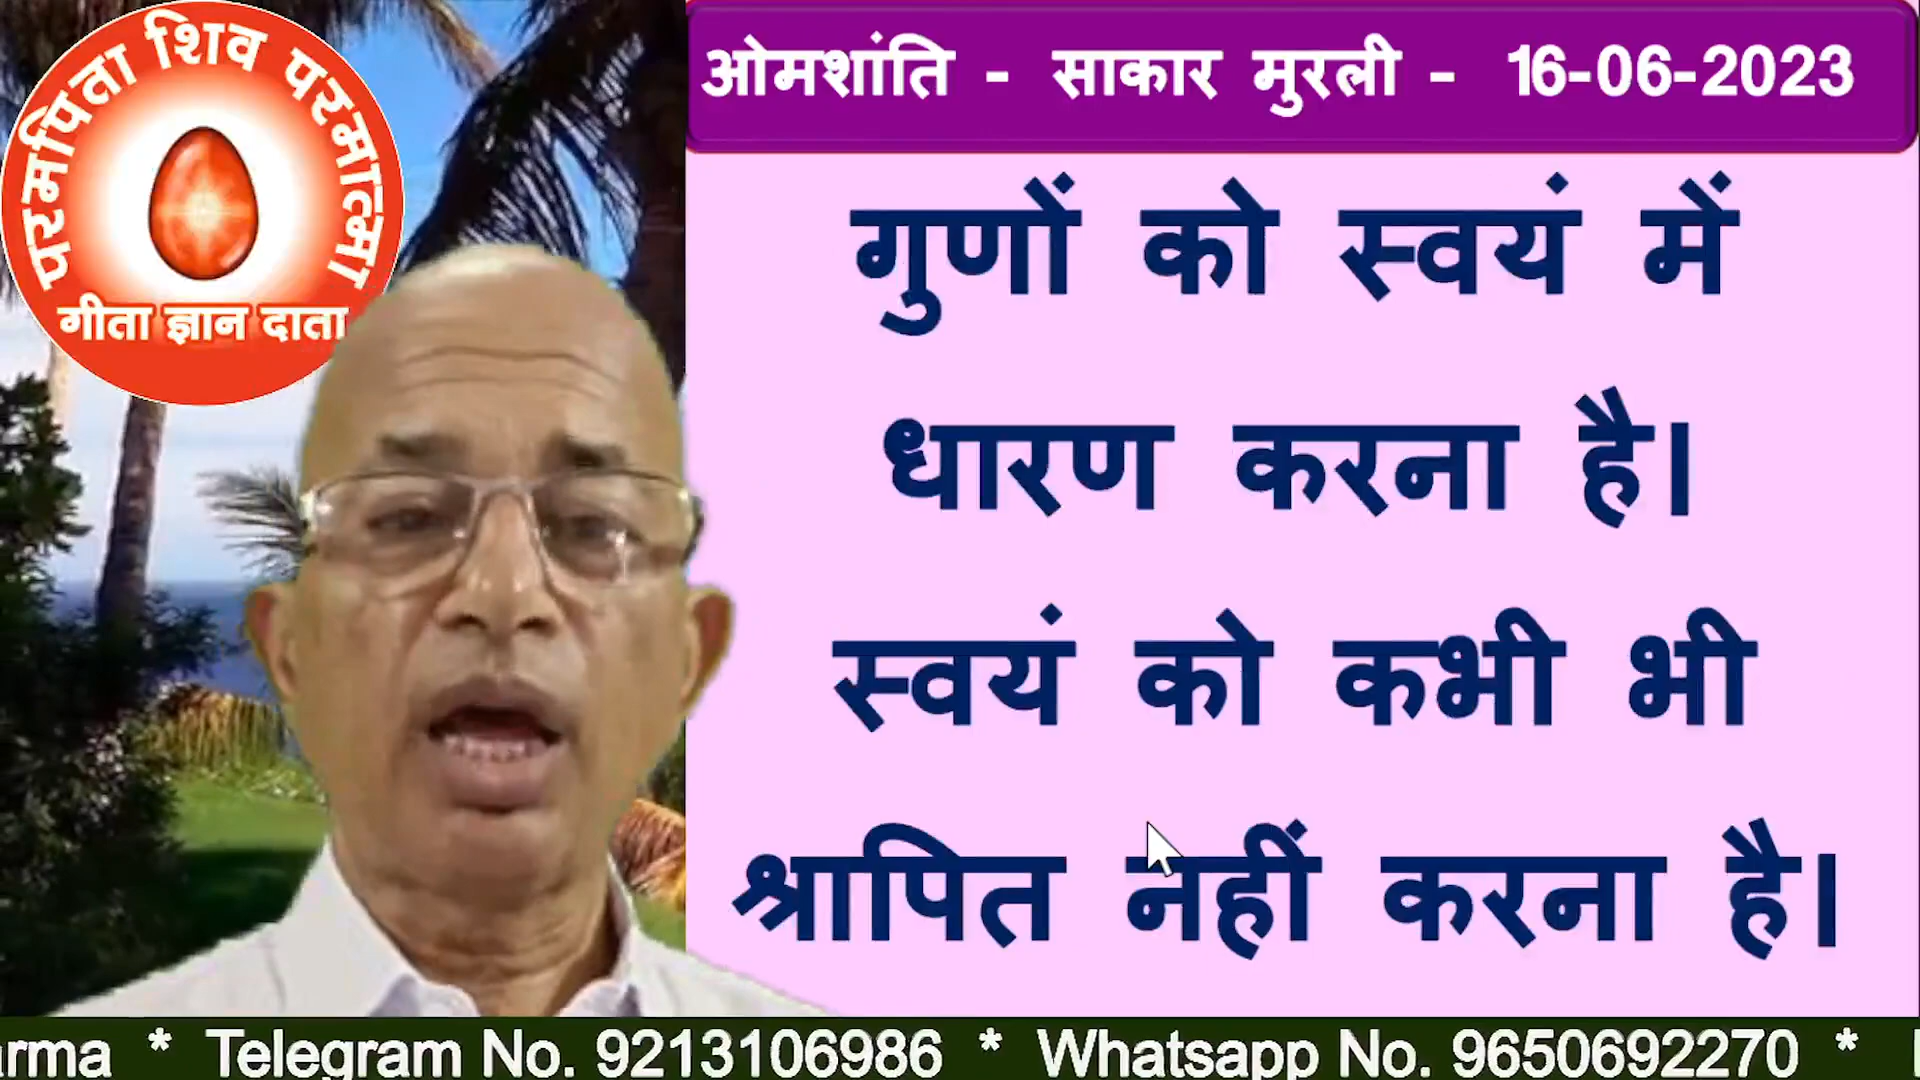 परमपिता शिव परमात्मा
गीता ज्ञान दाता
ओमशांति - साकार मुरली - 16-06-2023
गुणों को स्वयं में
धारण करना है।
स्वयं को कभी भी
श्रापित नहीं करना है।
arma * Telegram No. 9213106986 * Whatsapp No. 9650692270 *